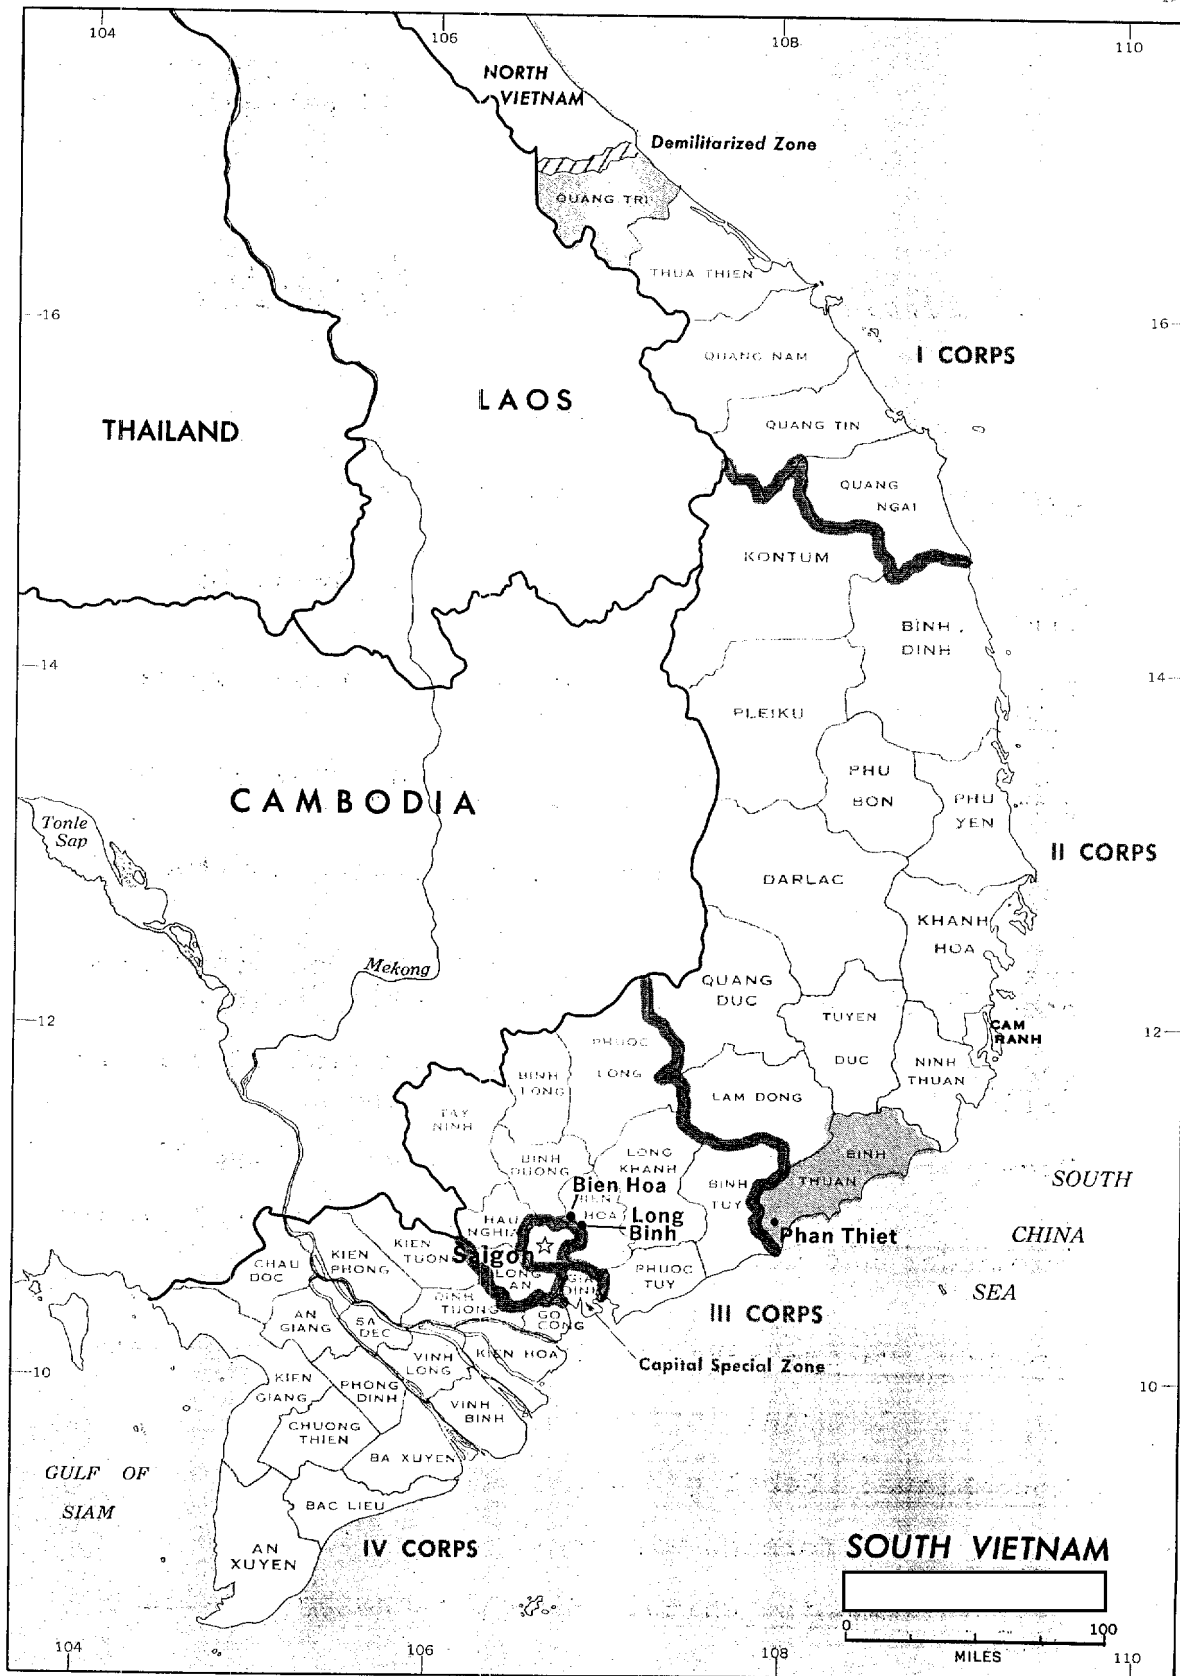 104
106
108
110
NORTH
VIETNAM
Demilitarized Zone
QUANG TRI
THUA THIEN
16
16
QUANG NAM
I CORPS
LAOS
THAILAND
QUANG TIN
QUANG
NGAI
KONTUM
BINH
DINH
14
14
PLEIKU
PHU
BON
PHU
YEN
CAMBODIA
Tonle
Sap
II CORPS
DARLAC
KHANH
HOA
Mekong
QUANG
DUC
TUYEN
DUC
12
12
CAM
RANH
NINH
THUAN
PHUOC
LONG
BINH
LONG
LAM DONG
TAY
NINH
BINH
DUONG
LONG
KHANH
BINH
TUY
BINH
THUAN
SOUTH
CHINA
SEA
Bien Hoa
BIEN
HOA
Long
Binh
HAU
NGHIA
Saigon
Phan Thiet
KIEN
TUONG
KIEN
PHONG
CHAU
DOC
LONG
AN
GIA
DINH
PHUOC
TUY
DINH
TUONG
GO
CONG
III CORPS
AN
GIANG
SA
DEC
VINH
LONG
KIEN HOA
Capital Special Zone
10
10
KIEN
GIANG
PHONG
DINH
VINH
BINH
CHUONG
THIEN
BA XUYEN
GULF OF
SIAM
BAC LIEU
AN
XUYEN
IV CORPS
SOUTH VIETNAM
0
100
MILES
104
106
108
110